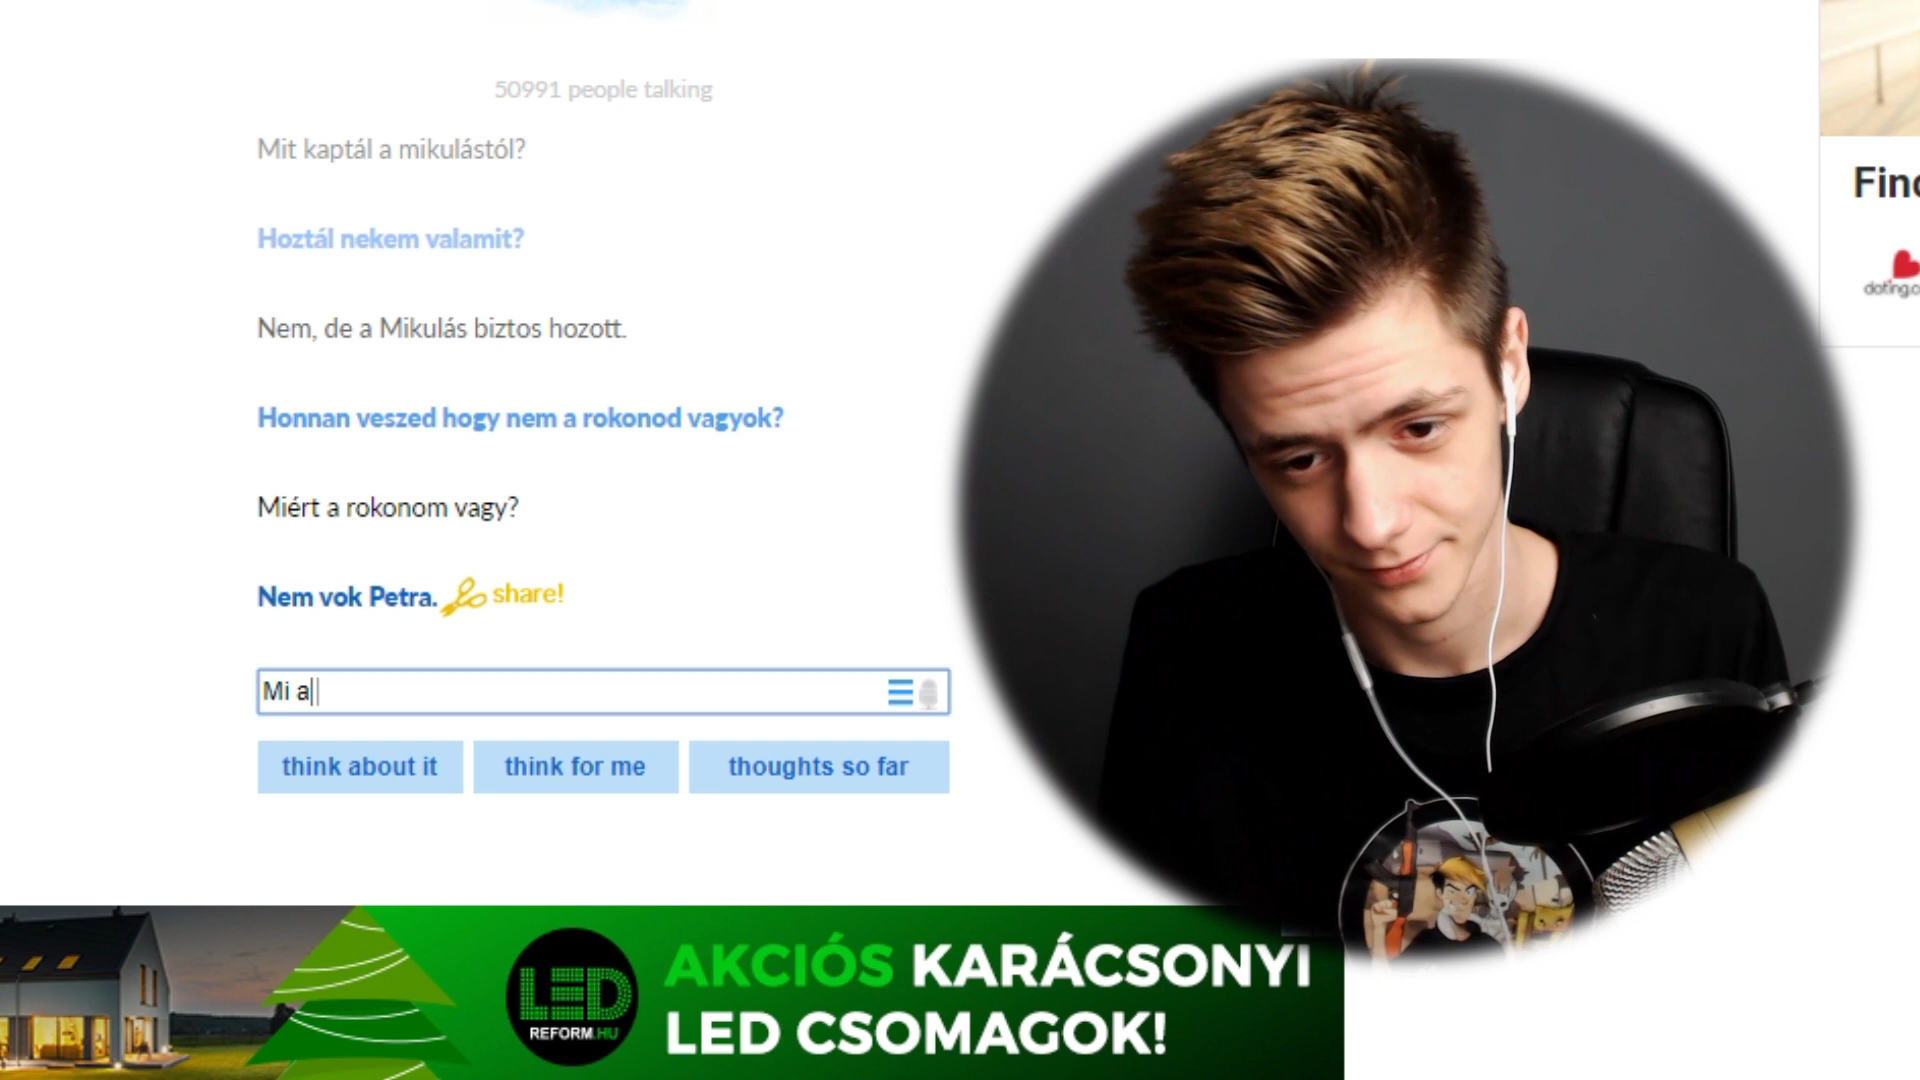 50991 people talking
Mit kaptál a mikulástól?
Hoztál nekem valamit?
Nem, de a Mikulás biztos hozott.
Honnan veszed hogy nem a rokonod vagyok?
Miért a rokonom vagy?
Nem vok Petra. share!
Mi a
think about it think for me thoughts so far
LED
REFORM.HU
AKCIÓS KARÁCSONYI
LED CSOMAGOK!